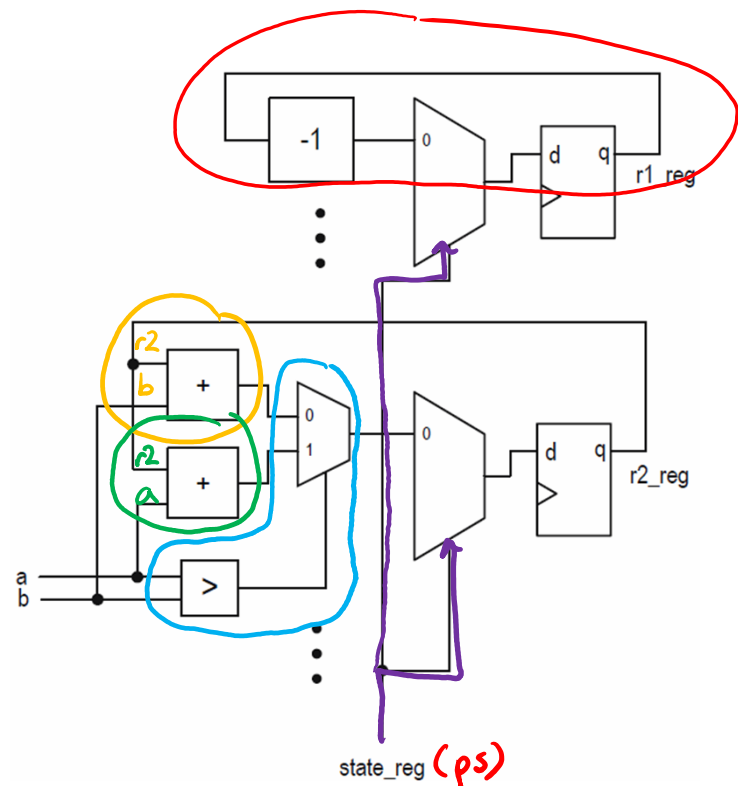 -1
0
d q
r1_reg
r2
b
+
0
1
r2
a
+
0
d q
r2_reg
a
b
>
state_reg (ps)